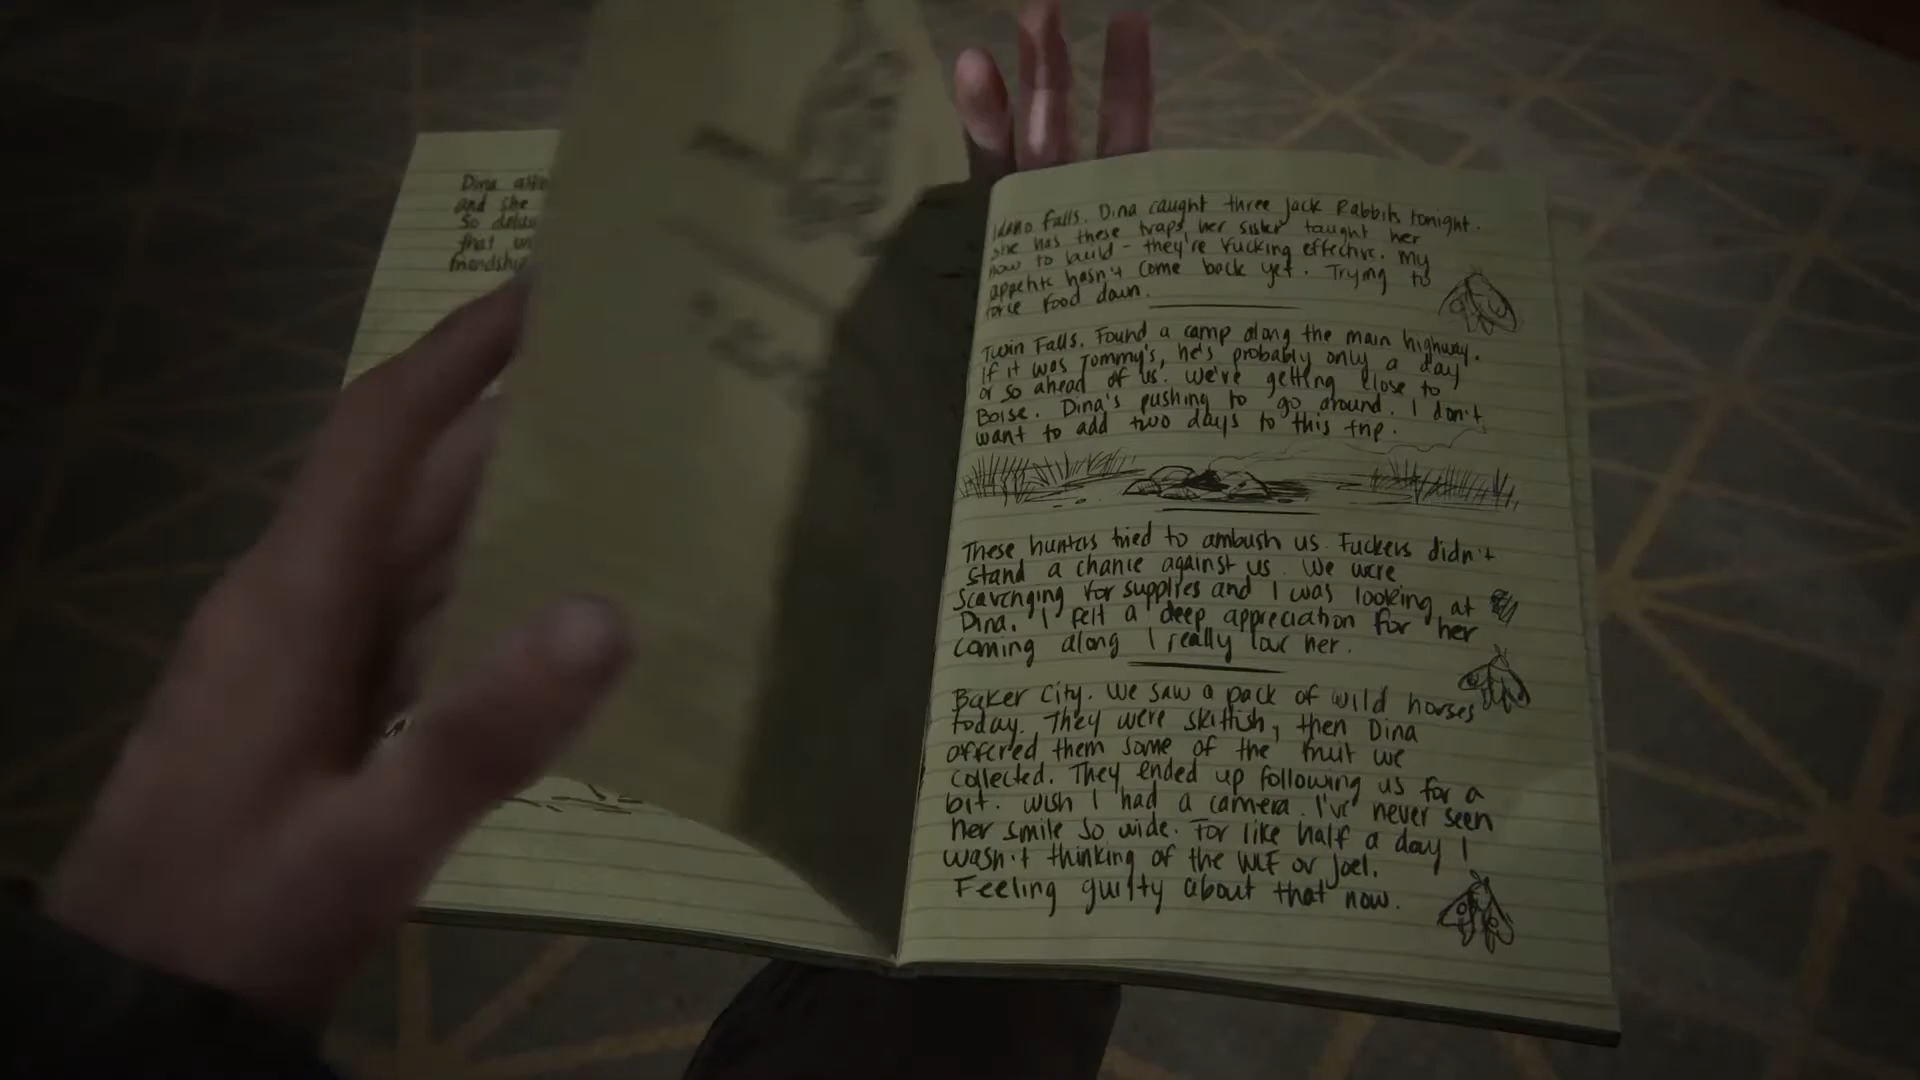 Dina
and she
so
that
friendship
Idaho Falls. Dina caught three Jack Rabbits tonight.
She has these traps her sister taught her
how to build - they're fucking effective. My
appetite hasn't come back yet. Trying to
force food down.
Twin Falls. Found a camp along the main highway.
If it was Tommy's, he's probably only a day
or so ahead of us. We're getting close to
Boise. Dina's pushing to go around. I don't
want to add two days to this trip.
These hunters tried to ambush us. Fuckers didn't
stand a chance against us. We were
scavenging for supplies and I was looking at
Dina. I felt a deep appreciation for her
coming along I really love her.
Baker City. We saw a pack of wild horses
today. They were skittish, then Dina
offered them some of the fruit we
collected. They ended up following us for a
bit. Wish I had a camera. I've never seen
her smile so wide. For like half a day I
wasn't thinking of the WLF or Joel.
Feeling guilty about that now.